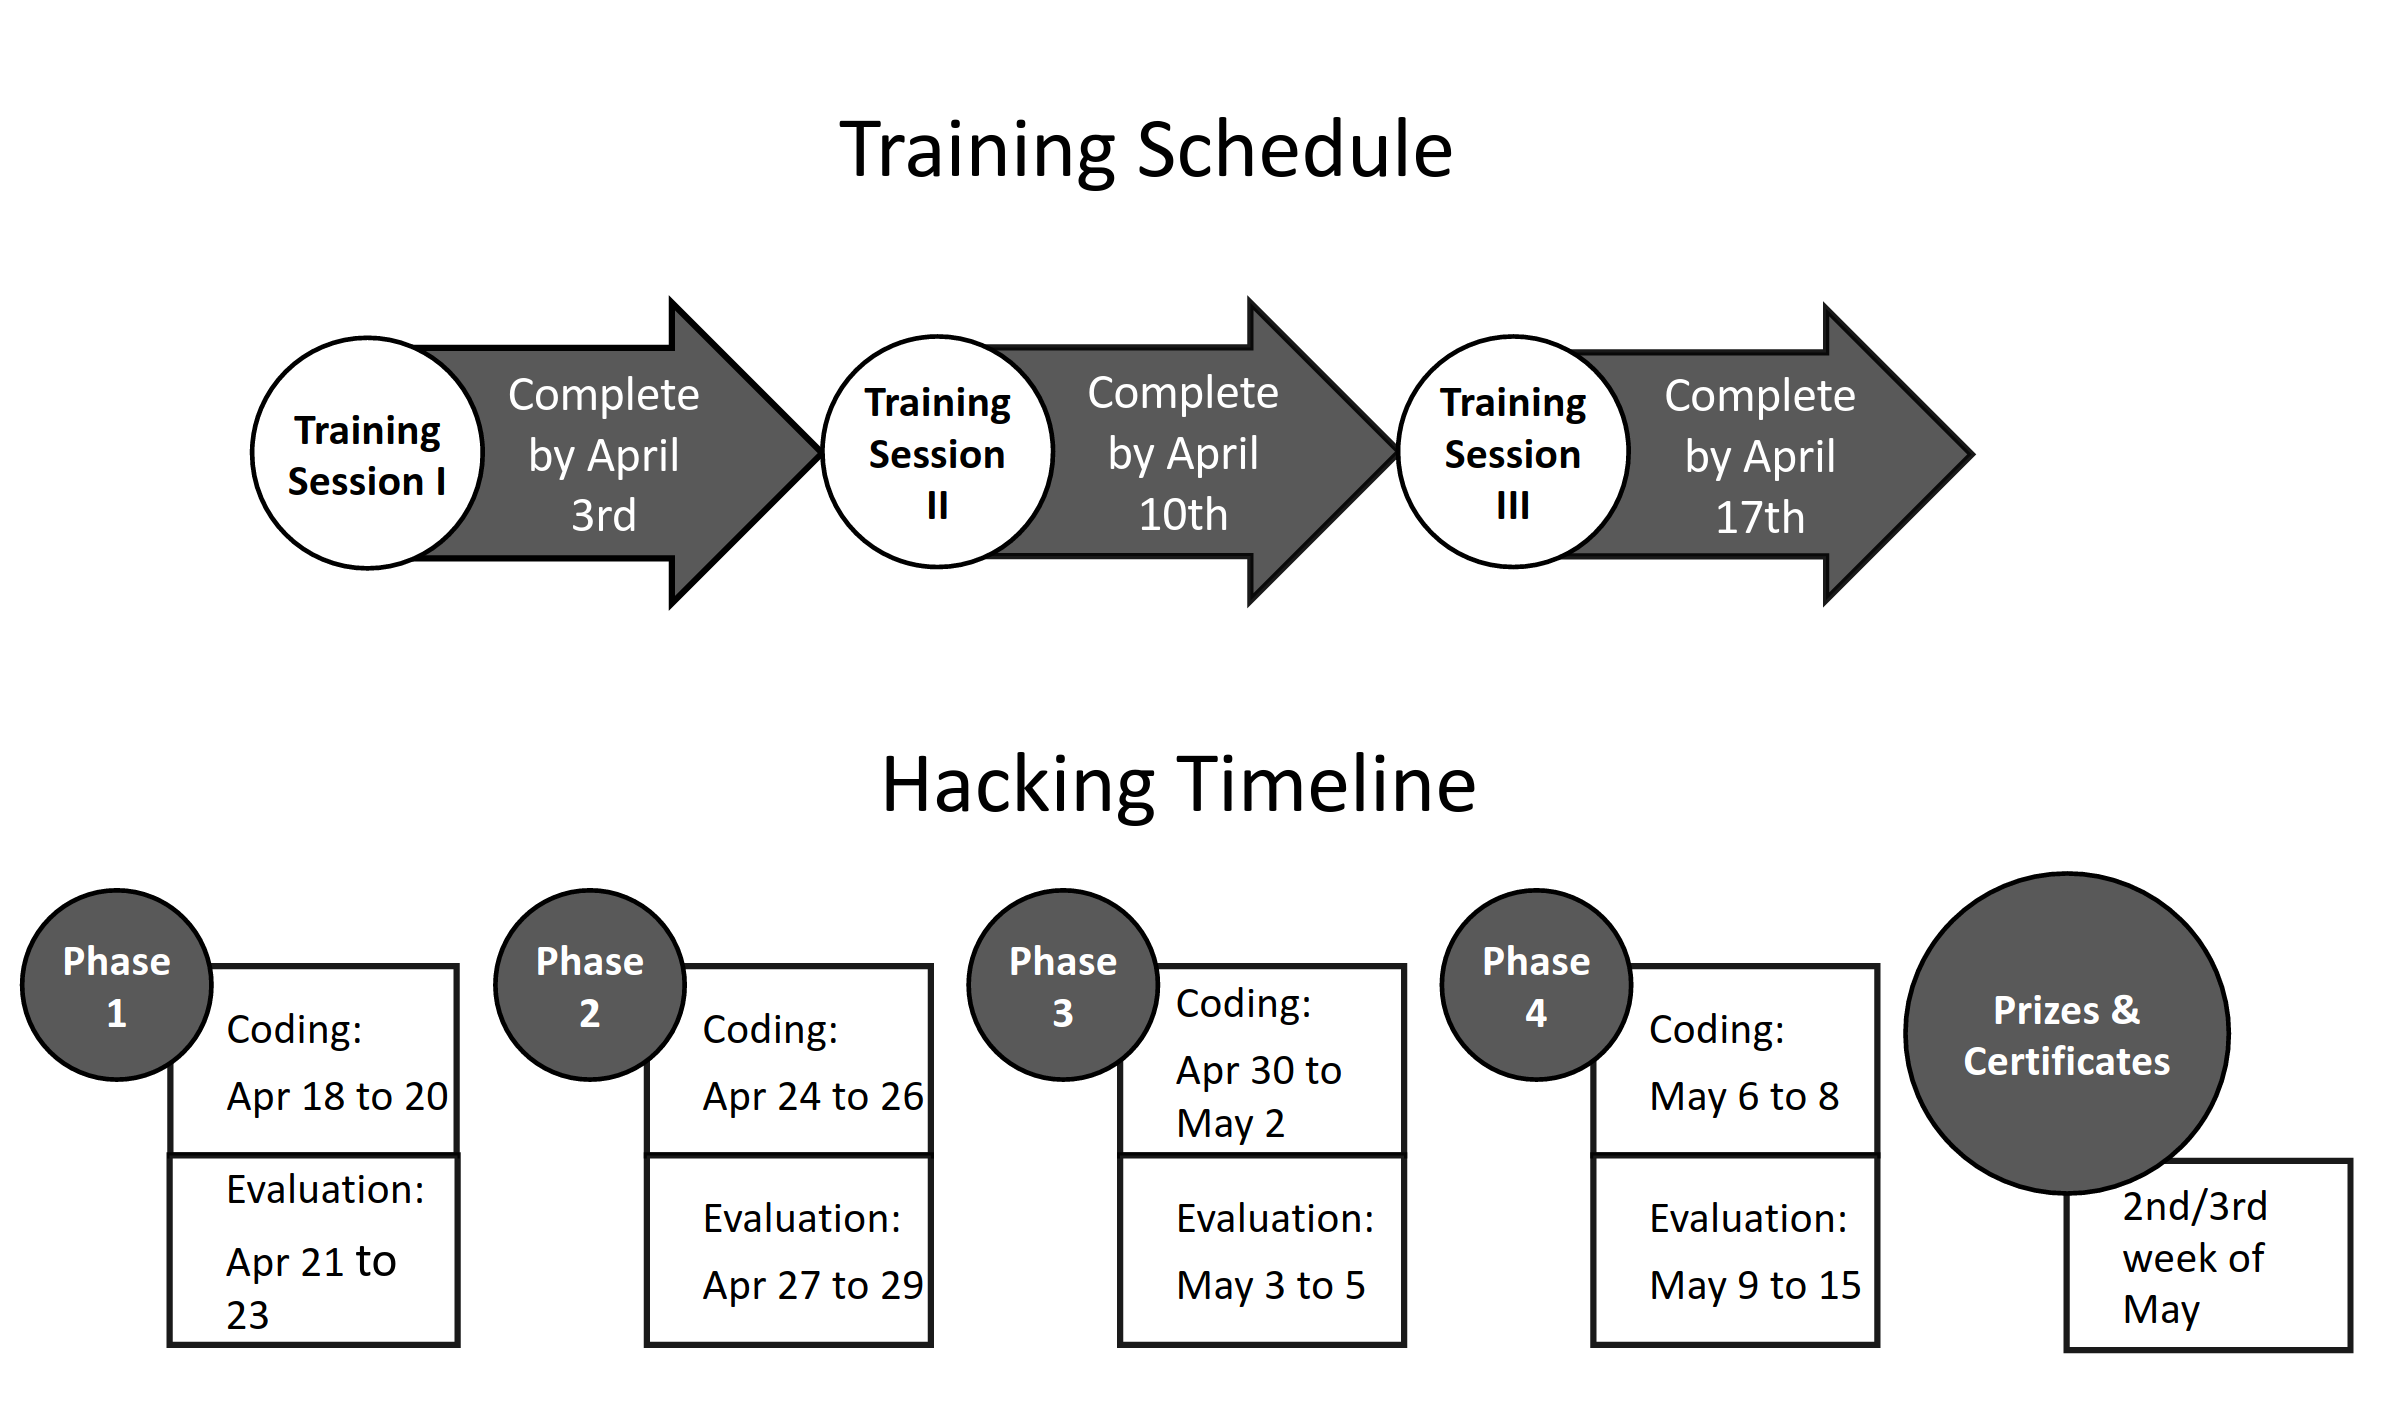 Training Schedule
Training
Session I
Complete
by April
3rd
Training
Session
II
Complete
by April
10th
Training
Session
III
Complete
by April
17th
Hacking Timeline
Phase
1
Coding:
Apr 18 to 20
Evaluation:
Apr 21 to
23
Phase
2
Coding:
Apr 24 to 26
Evaluation:
Apr 27 to 29
Phase
3
Coding:
Apr 30 to
May 2
Evaluation:
May 3 to 5
Phase
4
Coding:
May 6 to 8
Evaluation:
May 9 to 15
Prizes &
Certificates
2nd/3rd
week of
May